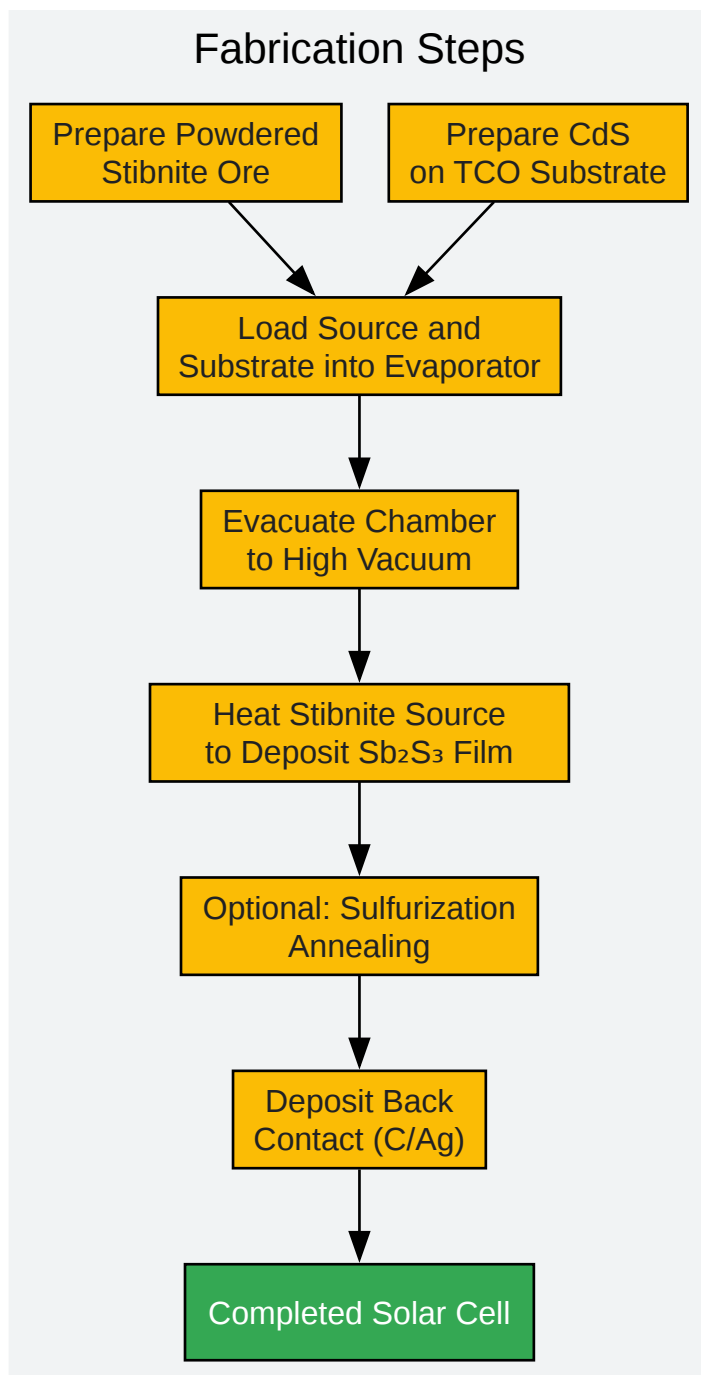 Fabrication Steps
Prepare Powdered
Stibnite Ore
Prepare CdS
on TCO Substrate
Load Source and
Substrate into Evaporator
Evacuate Chamber
to High Vacuum
Heat Stibnite Source
to Deposit Sb₂S₃ Film
Optional: Sulfurization
Annealing
Deposit Back
Contact (C/Ag)
Completed Solar Cell